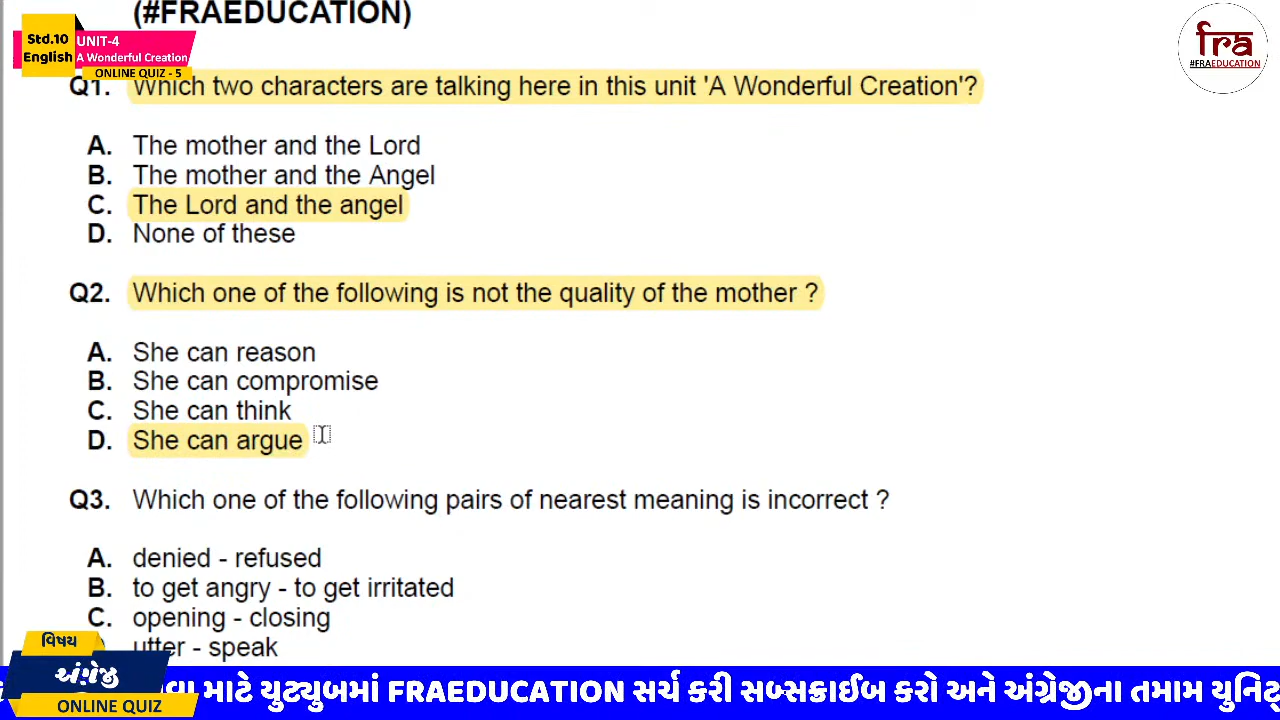 (#FRAEDUCATION)
Std.10
English
UNIT-4
A Wonderful Creation
ONLINE QUIZ - 5
fra
#FRAEDUCATION
Q1. Which two characters are talking here in this unit 'A Wonderful Creation'?
A. The mother and the Lord
B. The mother and the Angel
C. The Lord and the angel
D. None of these
Q2. Which one of the following is not the quality of the mother ?
A. She can reason
B. She can compromise
C. She can think
D. She can argue
Q3. Which one of the following pairs of nearest meaning is incorrect ?
A. denied - refused
B. to get angry - to get irritated
C. opening - closing
utter - speak
વિષય
અંગ્રેજી
ONLINE QUIZ
માટે યુટ્યુબમાં FRAEDUCATION સર્ચ કરી સબ્સક્રાઈબ કરો અને અંગ્રેજીના તમામ